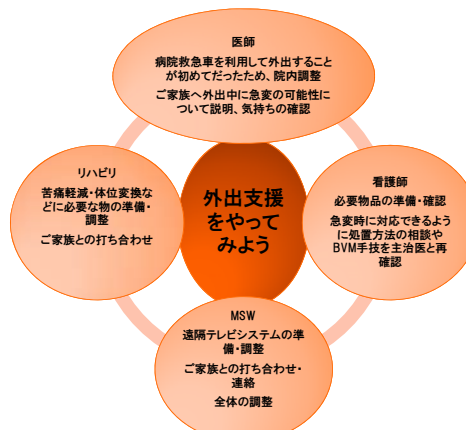 医師
病院救急車を利用して外出すること
が初めてだったため、院内調整
ご家族へ外出中に急変の可能性に
ついて説明、気持ちの確認
リハビリ
苦痛軽減・体位変換な
どに必要な物の準備・
調整
ご家族との打ち合わせ
外出支援
をやって
みよう
看護師
必要物品の準備・確認
急変時に対応できるよう
に処置方法の相談や
BVM手技を主治医と再
確認
MSW
遠隔テレビシステムの準
備・調整
ご家族との打ち合わせ・
連絡
全体の調整